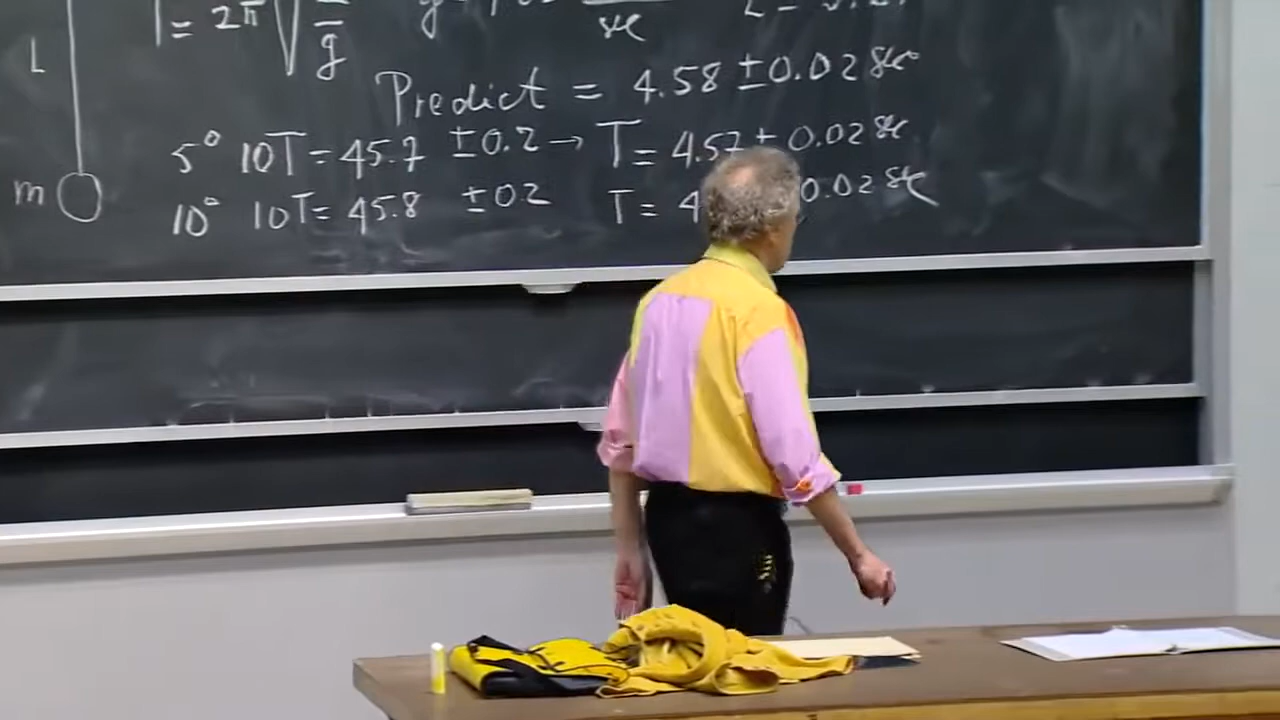 T = 2π√ / g g = sec L =
L
Predict = 4.58 ±0.02 sec
5° 10T = 45.7 ±0.2 → T = 4.57 ± 0.02 sec
m
10° 10T = 45.8 ±0.2 T = 4 0.02 sec